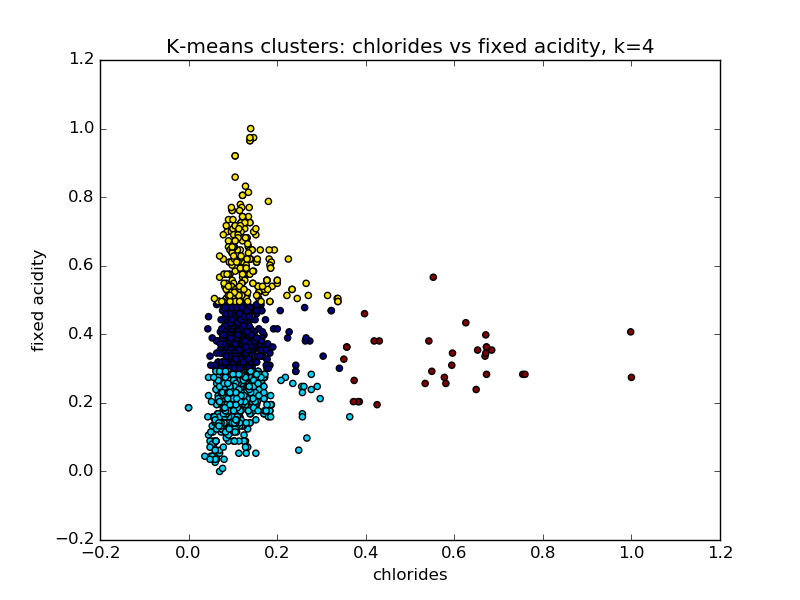 K-means clusters: chlorides vs fixed acidity, k=4
1.2
1.0
0.8
0.6
0.4
0.2
0.0
−0.2
fixed acidity
−0.2 0.0 0.2 0.4 0.6 0.8 1.0 1.2
chlorides